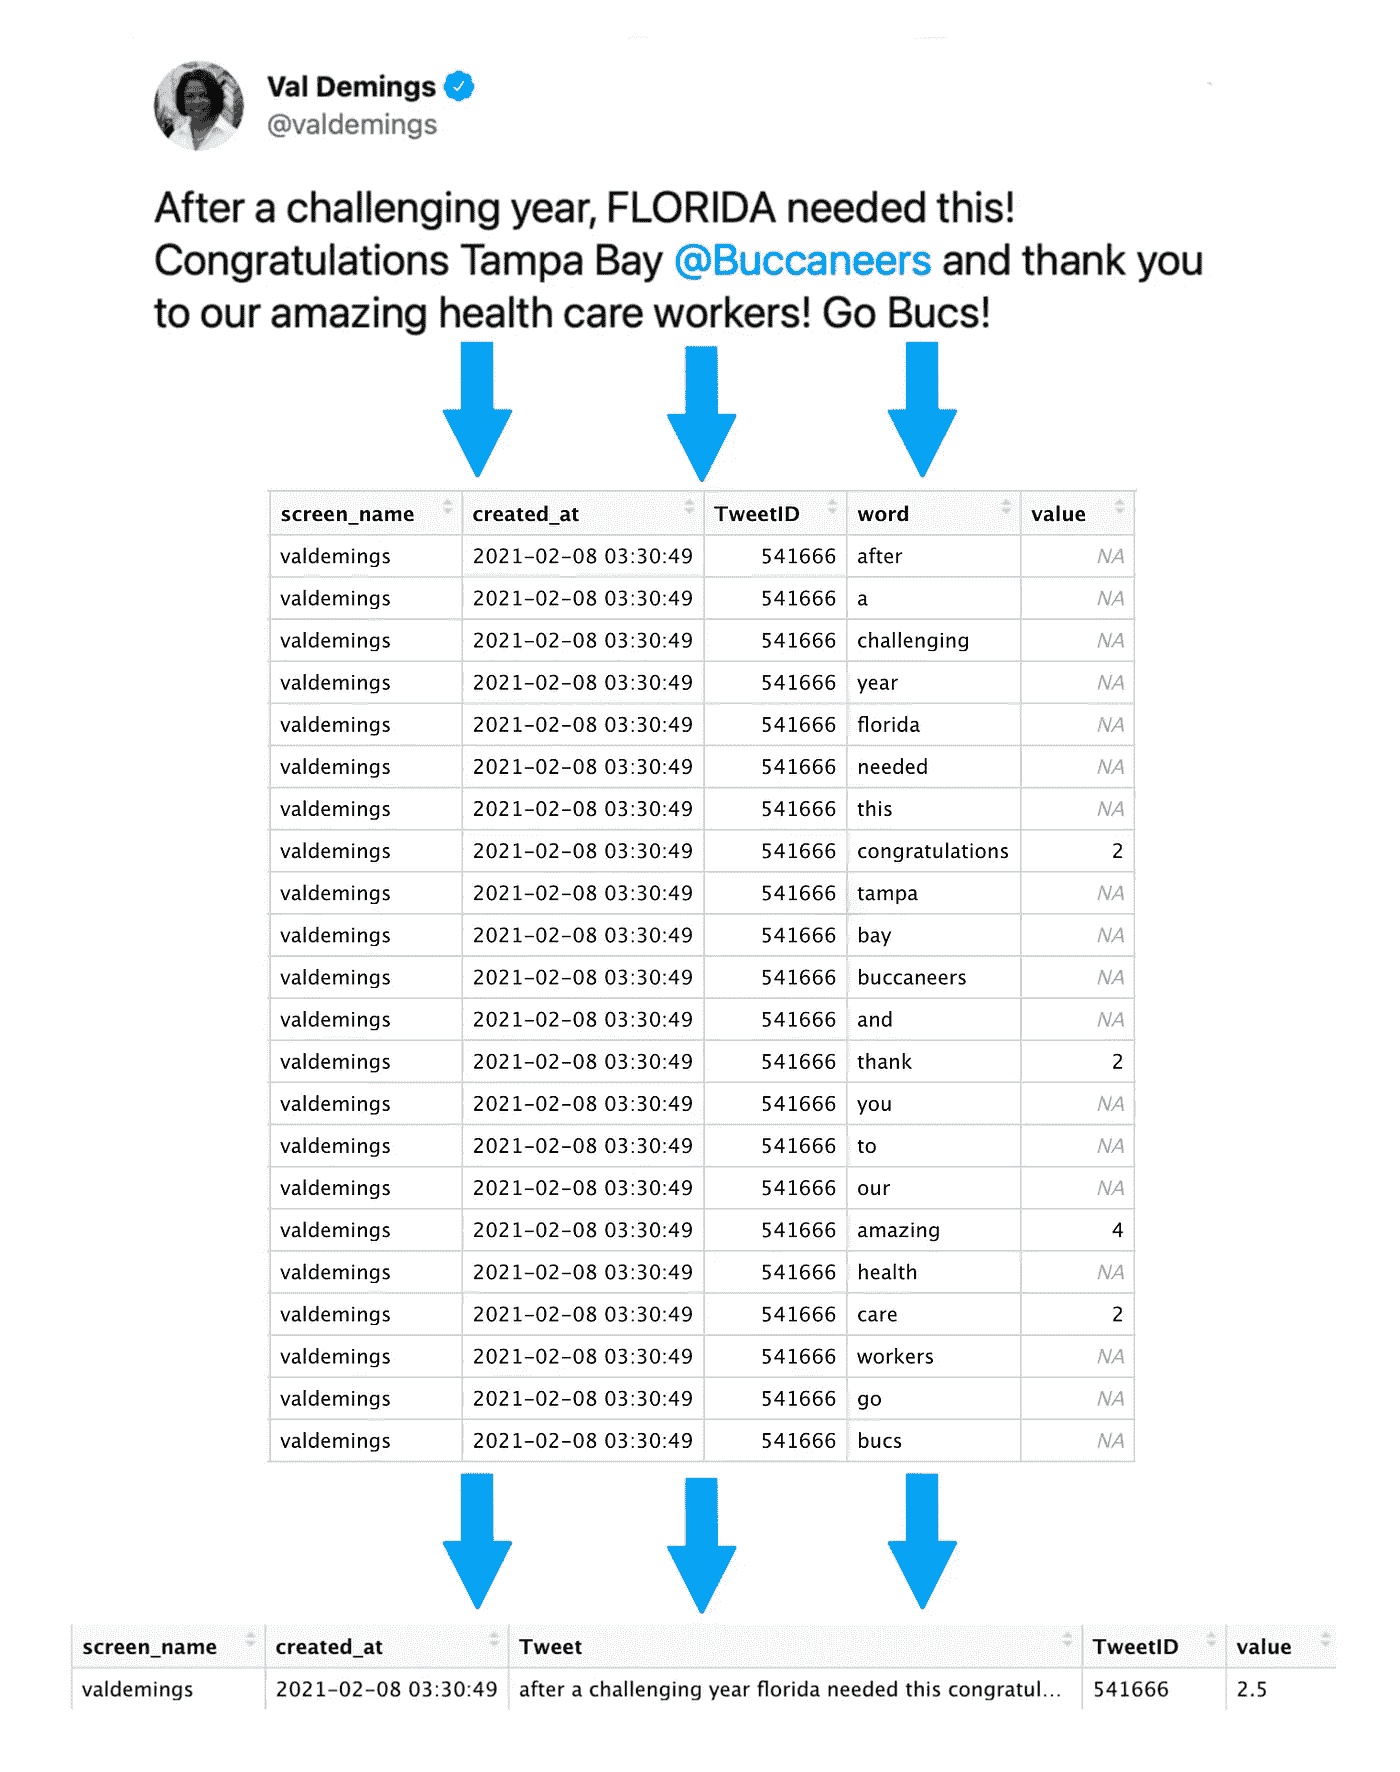 Val Demings
@valdemings
After a challenging year, FLORIDA needed this!
Congratulations Tampa Bay @Buccaneers and thank you
to our amazing health care workers! Go Bucs!
screen_name created_at TweetID word value
valdemings 2021-02-08 03:30:49 541666 after NA
valdemings 2021-02-08 03:30:49 541666 a NA
valdemings 2021-02-08 03:30:49 541666 challenging NA
valdemings 2021-02-08 03:30:49 541666 year NA
valdemings 2021-02-08 03:30:49 541666 florida NA
valdemings 2021-02-08 03:30:49 541666 needed NA
valdemings 2021-02-08 03:30:49 541666 this NA
valdemings 2021-02-08 03:30:49 541666 congratulations 2
valdemings 2021-02-08 03:30:49 541666 tampa NA
valdemings 2021-02-08 03:30:49 541666 bay NA
valdemings 2021-02-08 03:30:49 541666 buccaneers NA
valdemings 2021-02-08 03:30:49 541666 and NA
valdemings 2021-02-08 03:30:49 541666 thank 2
valdemings 2021-02-08 03:30:49 541666 you NA
valdemings 2021-02-08 03:30:49 541666 to NA
valdemings 2021-02-08 03:30:49 541666 our NA
valdemings 2021-02-08 03:30:49 541666 amazing 4
valdemings 2021-02-08 03:30:49 541666 health NA
valdemings 2021-02-08 03:30:49 541666 care 2
valdemings 2021-02-08 03:30:49 541666 workers NA
valdemings 2021-02-08 03:30:49 541666 go NA
valdemings 2021-02-08 03:30:49 541666 bucs NA
screen_name created_at Tweet TweetID value
valdemings 2021-02-08 03:30:49 after a challenging year florida needed this congratul... 541666 2.5